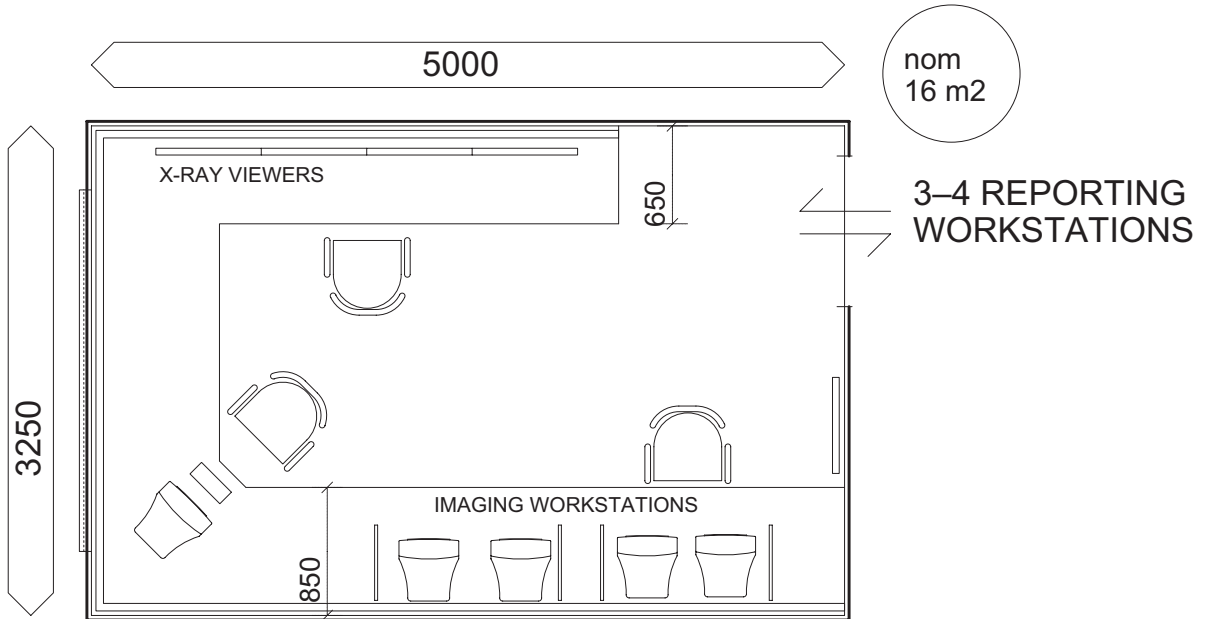 5000
nom
16 m2
X-RAY VIEWERS
650
3–4 REPORTING
WORKSTATIONS
3250
IMAGING WORKSTATIONS
850